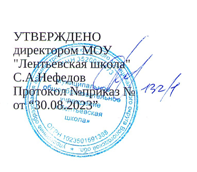 УТВЕРЖДЕНО
директором МОУ
"Лентьевская школа"
С.А.Нефедов
Протокол №приказ № 132/1
от “30.08.2023”